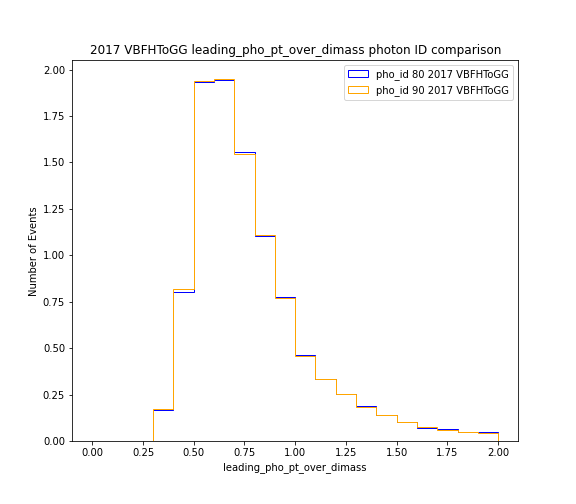 2017 VBFHToGG leading_pho_pt_over_dimass photon ID comparison
pho_id 80 2017 VBFHToGG
pho_id 90 2017 VBFHToGG
2.00
1.75
1.50
1.25
1.00
0.75
0.50
0.25
0.00
Number of Events
0.00 0.25 0.50 0.75 1.00 1.25 1.50 1.75 2.00
leading_pho_pt_over_dimass